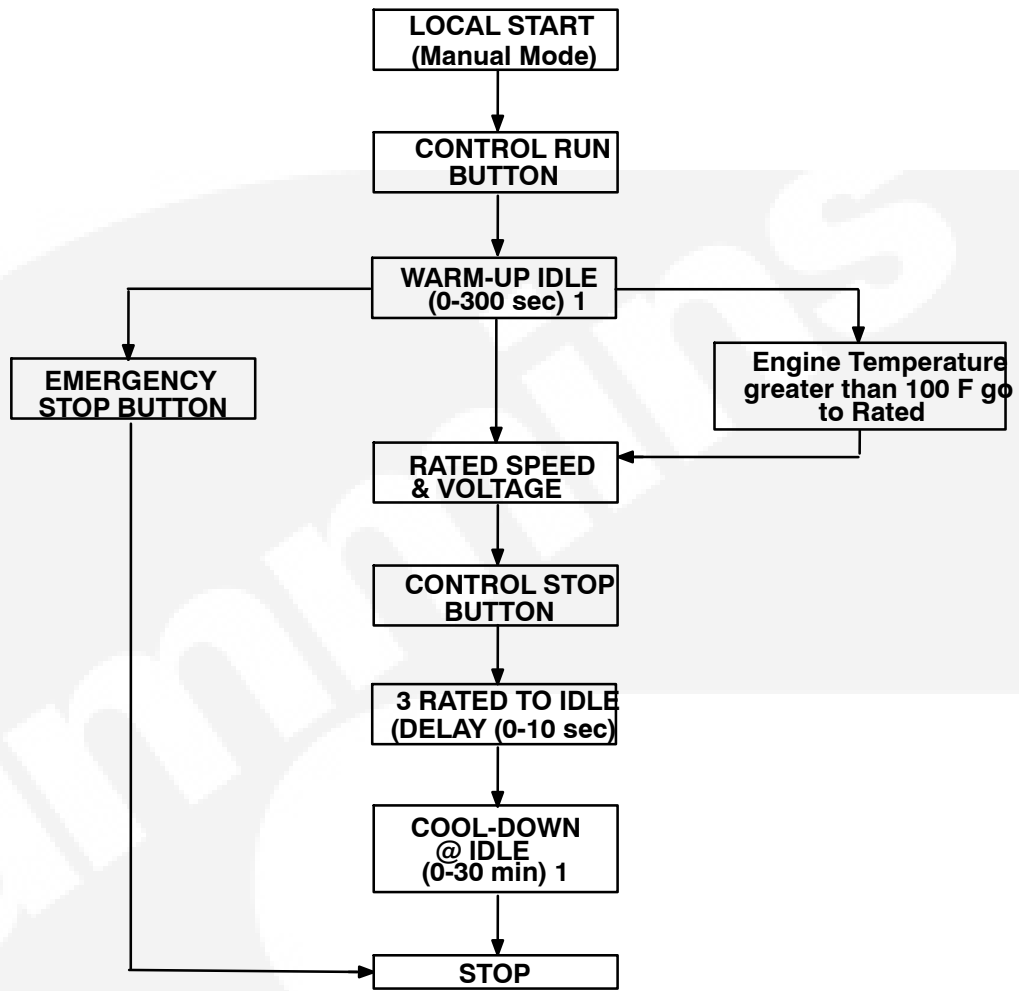 LOCAL START
(Manual Mode)
CONTROL RUN
BUTTON
WARM-UP IDLE
(0-300 sec) 1
EMERGENCY
STOP BUTTON
Engine Temperature
greater than 100 F go
to Rated
RATED SPEED
& VOLTAGE
CONTROL STOP
BUTTON
3 RATED TO IDLE
(DELAY (0-10 sec)
COOL-DOWN
@ IDLE
(0-30 min) 1
STOP